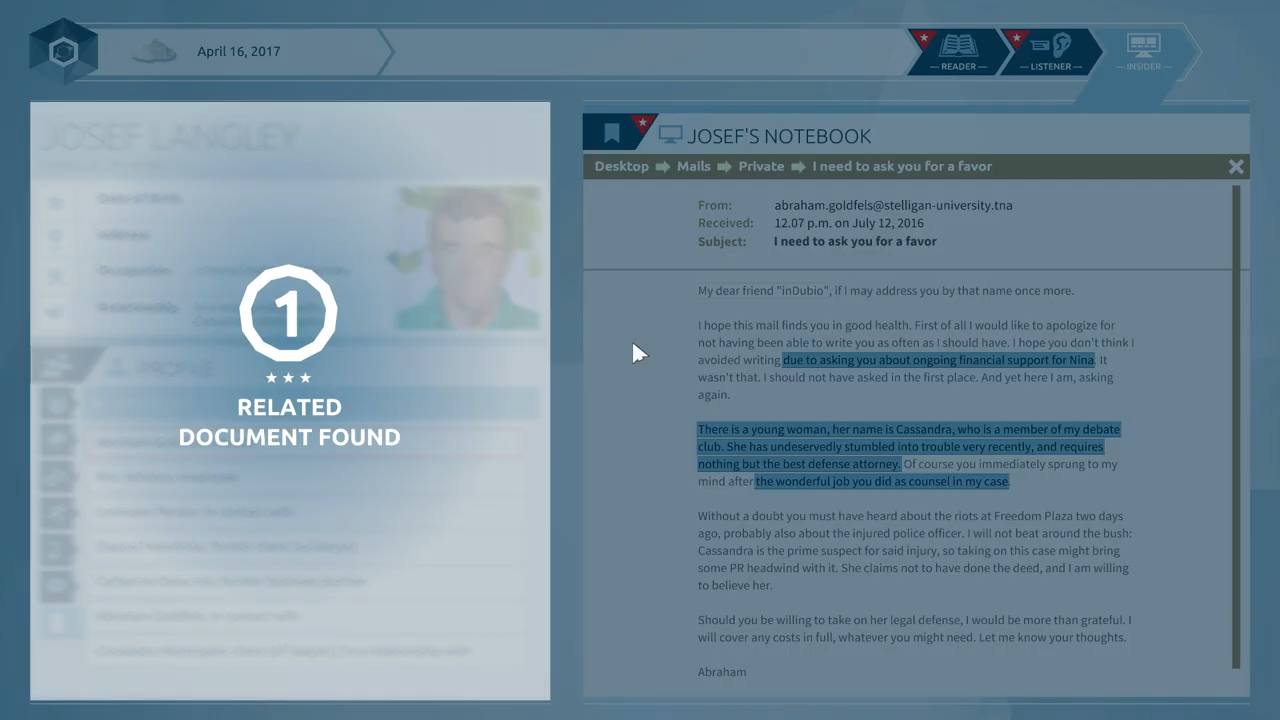 April 16, 2017
— READER —
— LISTENER —
— INSIDER —
JOSEF LANGLEY
Date of Birth
Address
Occupation
Relationship
1
RELATED
DOCUMENT FOUND
JOSEF'S NOTEBOOK
Desktop Mails Private I need to ask you for a favor
From: abraham.goldfels@stelligan-university.tna
Received: 12.07 p.m. on July 12, 2016
Subject: I need to ask you for a favor
My dear friend "inDubio", if I may address you by that name once more.
I hope this mail finds you in good health. First of all I would like to apologize for
not having been able to write you as often as I should have. I hope you don't think I
avoided writing due to asking you about ongoing financial support for Nina. It
wasn't that. I should not have asked in the first place. And yet here I am, asking
again.
There is a young woman, her name is Cassandra, who is a member of my debate
club. She has undeservedly stumbled into trouble very recently, and requires
nothing but the best defense attorney. Of course you immediately sprung to my
mind after the wonderful job you did as counsel in my case.
Without a doubt you must have heard about the riots at Freedom Plaza two days
ago, probably also about the injured police officer. I will not beat around the bush:
Cassandra is the prime suspect for said injury, so taking on this case might bring
some PR headwind with it. She claims not to have done the deed, and I am willing
to believe her.
Should you be willing to take on her legal defense, I would be more than grateful. I
will cover any costs in full, whatever you might need. Let me know your thoughts.
Abraham